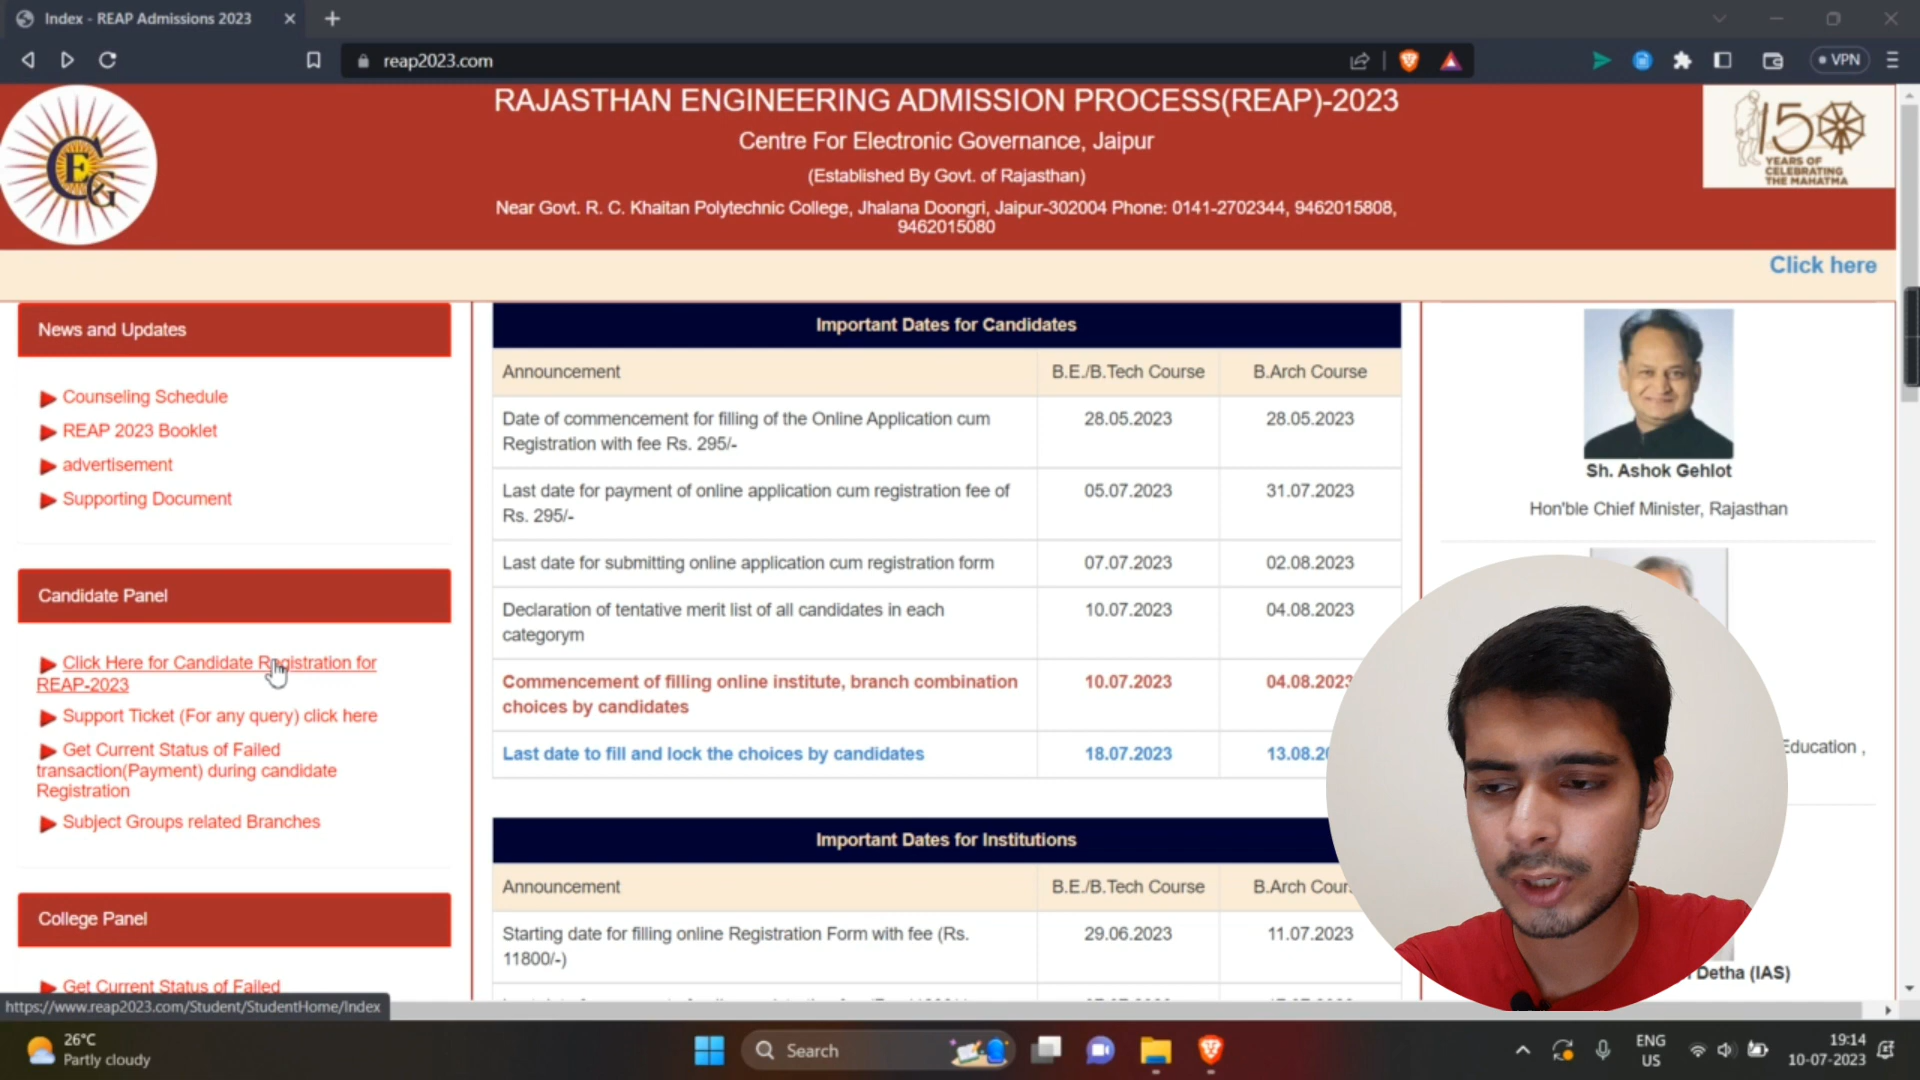 Index - REAP Admissions 2023
reap2023.com
VPN
RAJASTHAN ENGINEERING ADMISSION PROCESS(REAP)-2023
Centre For Electronic Governance, Jaipur
(Established By Govt. of Rajasthan)
Near Govt. R. C. Khaitan Polytechnic College, Jhalana Doongri, Jaipur-302004 Phone: 0141-2702344, 9462015808,
9462015080
CEG
150
YEARS OF
CELEBRATING
THE MAHATMA
Click here
News and Updates
Counseling Schedule
REAP 2023 Booklet
advertisement
Supporting Document
Candidate Panel
Click Here for Candidate Registration for
REAP-2023
Support Ticket (For any query) click here
Get Current Status of Failed
transaction(Payment) during candidate
Registration
Subject Groups related Branches
College Panel
Get Current Status of Failed
https://www.reap2023.com/Student/StudentHome/Index
Important Dates for Candidates
Announcement B.E./B.Tech Course B.Arch Course
Date of commencement for filling of the Online Application cum 28.05.2023 28.05.2023
Registration with fee Rs. 295/-
Last date for payment of online application cum registration fee of 05.07.2023 31.07.2023
Rs. 295/-
Last date for submitting online application cum registration form 07.07.2023 02.08.2023
Declaration of tentative merit list of all candidates in each 10.07.2023 04.08.2023
categorym
Commencement of filling online institute, branch combination 10.07.2023 04.08.2023
choices by candidates
Last date to fill and lock the choices by candidates 18.07.2023 13.08.20
Important Dates for Institutions
Announcement B.E./B.Tech Course B.Arch Cour
Starting date for filling online Registration Form with fee (Rs. 29.06.2023 11.07.2023
11800/-)
Sh. Ashok Gehlot
Hon'ble Chief Minister, Rajasthan
Education ,
Detha (IAS)
26°C
Partly cloudy
Search
ENG
US
19:14
10-07-2023